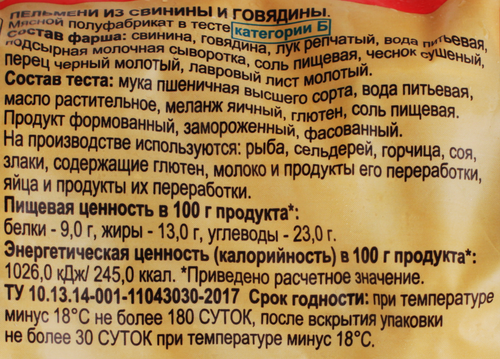 ПЕЛЬМЕНИ ИЗ СВИНИНЫ И ГОВЯДИНЫ.
Мясной полуфабрикат в тесте категории Б
Состав фарша: свинина, говядина, лук репчатый, вода питьевая,
подсырная молочная сыворотка, соль пищевая, чеснок сушеный,
перец черный молотый, лавровый лист молотый.
Состав теста: мука пшеничная высшего сорта, вода питьевая,
масло растительное, меланж яичный, глютен, соль пищевая.
Продукт формованный, замороженный, фасованный.
На производстве используются: рыба, сельдерей, горчица, соя,
злаки, содержащие глютен, молоко и продукты его переработки,
яйца и продукты их переработки.
Пищевая ценность в 100 г продукта*:
белки - 9,0 г, жиры - 13,0 г, углеводы - 23,0 г.
Энергетическая ценность (калорийность) в 100 г продукта*:
1026,0 кДж/ 245,0 ккал. *Приведено расчетное значение.
ТУ 10.13.14-001-11043030-2017 Срок годности: при температуре
минус 18°С не более 180 СУТОК, после вскрытия упаковки
не более 30 СУТОК при температуре минус 18°С.